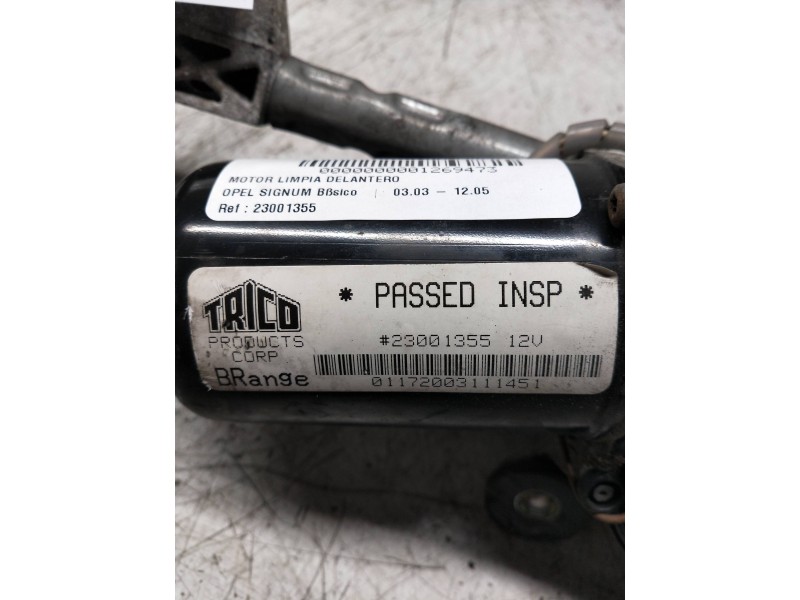 0000000001269473
MOTOR LIMPIA DELANTERO
OPEL SIGNUM Bßsico | 03.03 - 12.05
Ref : 23001355
TRICO
PRODUCTS
CORP
BRange
* PASSED INSP *
#23001355 12V
01172003111451